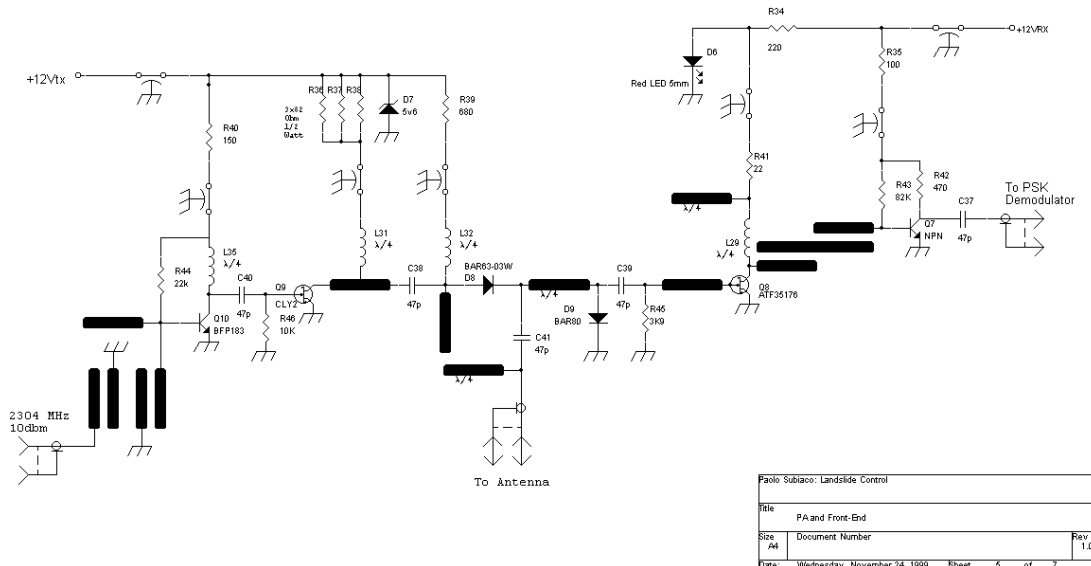 R34
220
+12VRX
D6
Red LED 5mm
R35
100
+12Vtx
R36
R37
R38
3x82
Ohm
1/2
Watt
D7
5v6
R39
680
R40
150
R41
22
λ/4
R43
82K
R42
470
C37
47p
To PSK
Demodulator
Q7
NPN
L35
λ/4
L31
λ/4
L32
λ/4
L29
λ/4
R44
22k
C40
47p
Q9
CLY2
R46
10K
C38
47p
BAR63-03W
D8
λ/4
C39
47p
D9
BAR80
R45
3K9
Q8
ATF35176
Q10
BFP183
C41
47p
λ/4
2304 MHz
10dbm
To Antenna
Paolo Subiaco: Landslide Control
Title
PA and Front-End
Size
A4
Document Number
Rev
1.0
Date: Wednesday, November 24, 1999 Sheet 5 of 7